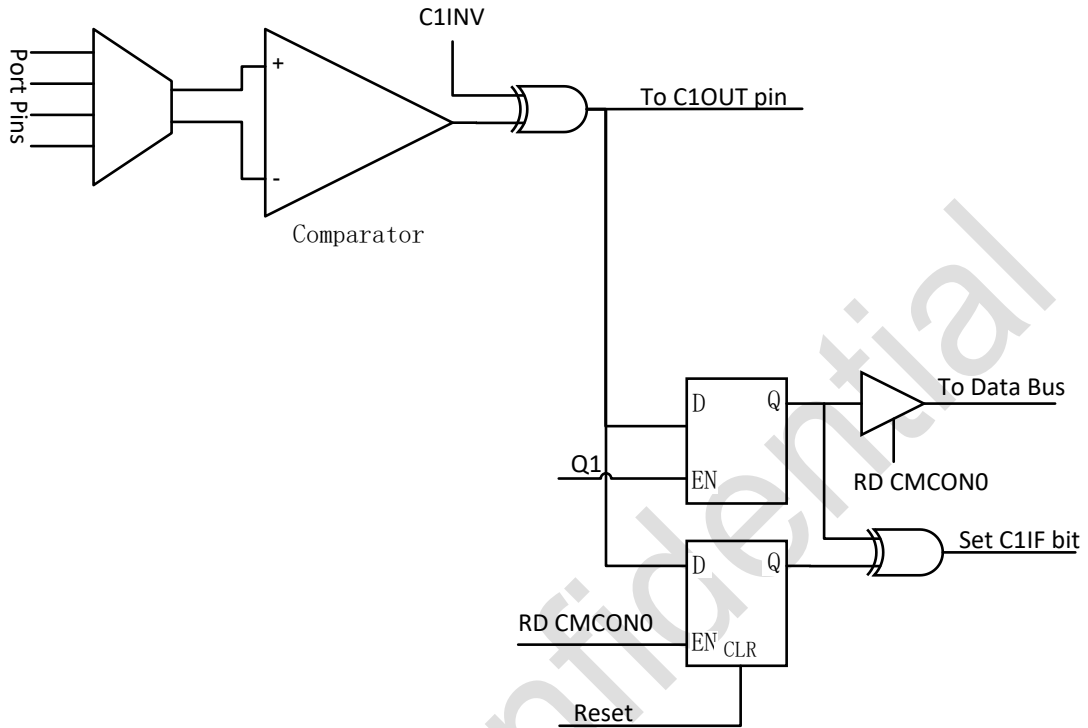 C1INV
Port Pins
+
-
To C1OUT pin
Comparator
D
Q
To Data Bus
Q1
EN
RD CMCON0
Set C1IF bit
D
Q
RD CMCON0
EN
CLR
Reset
nfidential